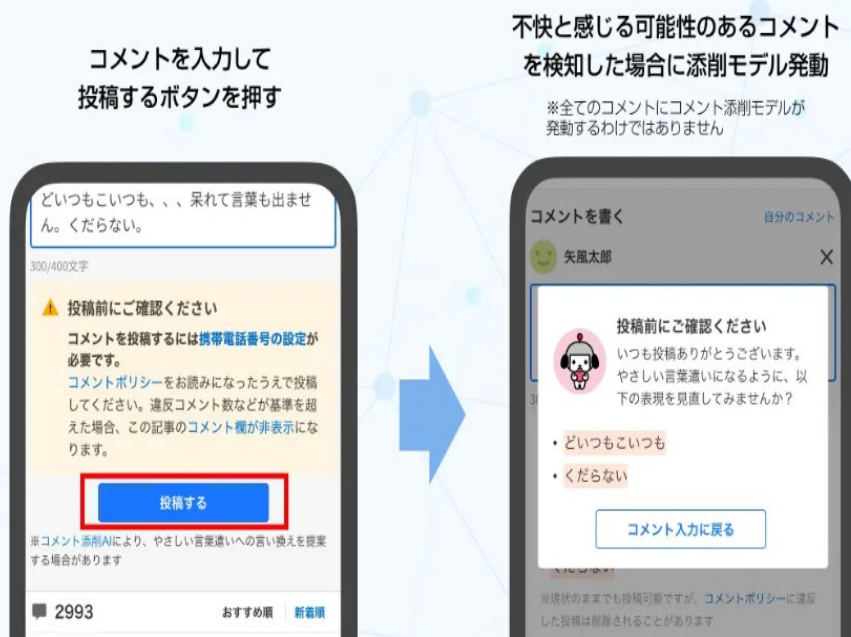 コメントを入力して
投稿するボタンを押す
どいつもこいつも、、、呆れて言葉も出ませ
ん。くだらない。
300/400文字
投稿前にご確認ください
コメントを投稿するには携帯電話番号の設定が
必要です。
コメントポリシーをお読みになったうえで投稿
してください。違反コメント数などが基準を超
えた場合、この記事のコメント欄が非表示にな
ります。
投稿する
※コメント添削AIにより、やさしい言葉遣いへの言い換えを提案
する場合があります
2993
おすすめ順 新着順
不快と感じる可能性のあるコメント
を検知した場合に添削モデル発動
※全てのコメントにコメント添削モデルが
発動するわけではありません
コメントを書く 自分のコメント
矢風太郎
投稿前にご確認ください
いつも投稿ありがとうございます。
やさしい言葉遣いになるように、以
下の表現を見直してみませんか？
・どいつもこいつも
・くだらない
コメント入力に戻る
くだらない
※現状のままでも投稿可能ですが、コメントポリシーに違反
した投稿は削除されることがあります